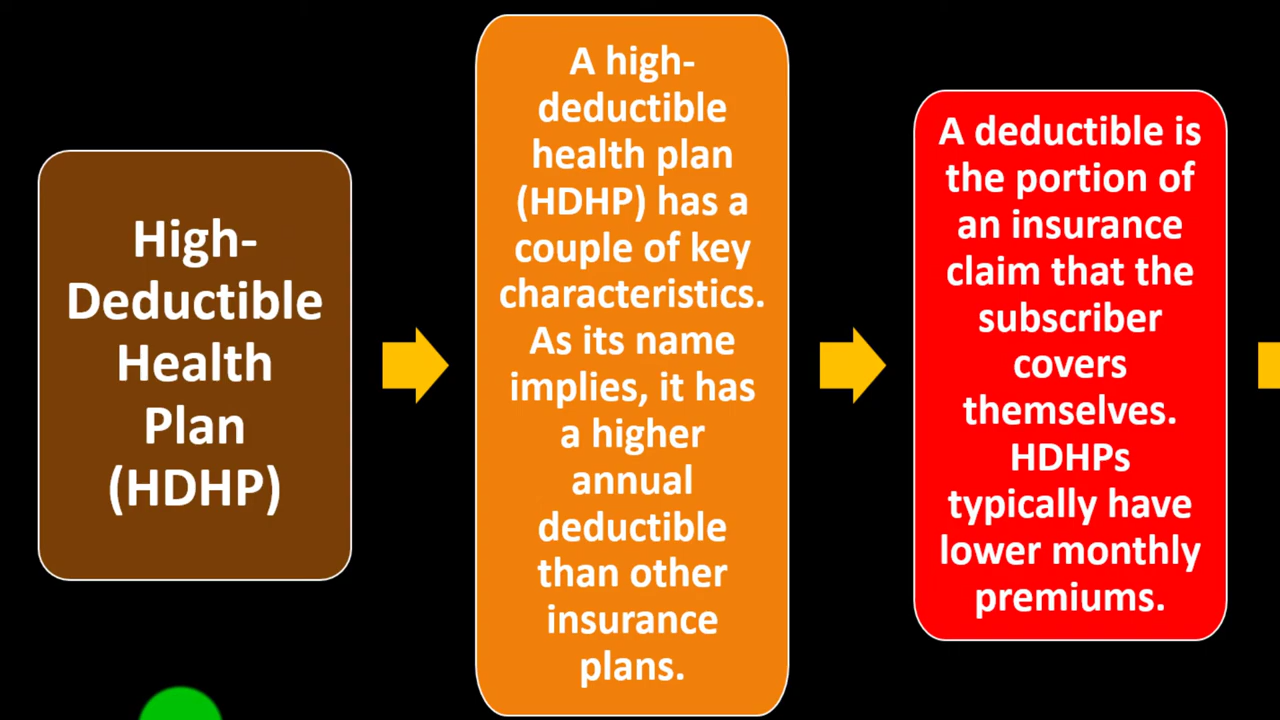 High-
Deductible
Health
Plan
(HDHP)
A high-
deductible
health plan
(HDHP) has a
couple of key
characteristics.
As its name
implies, it has
a higher
annual
deductible
than other
insurance
plans.
A deductible is
the portion of
an insurance
claim that the
subscriber
covers
themselves.
HDHPs
typically have
lower monthly
premiums.